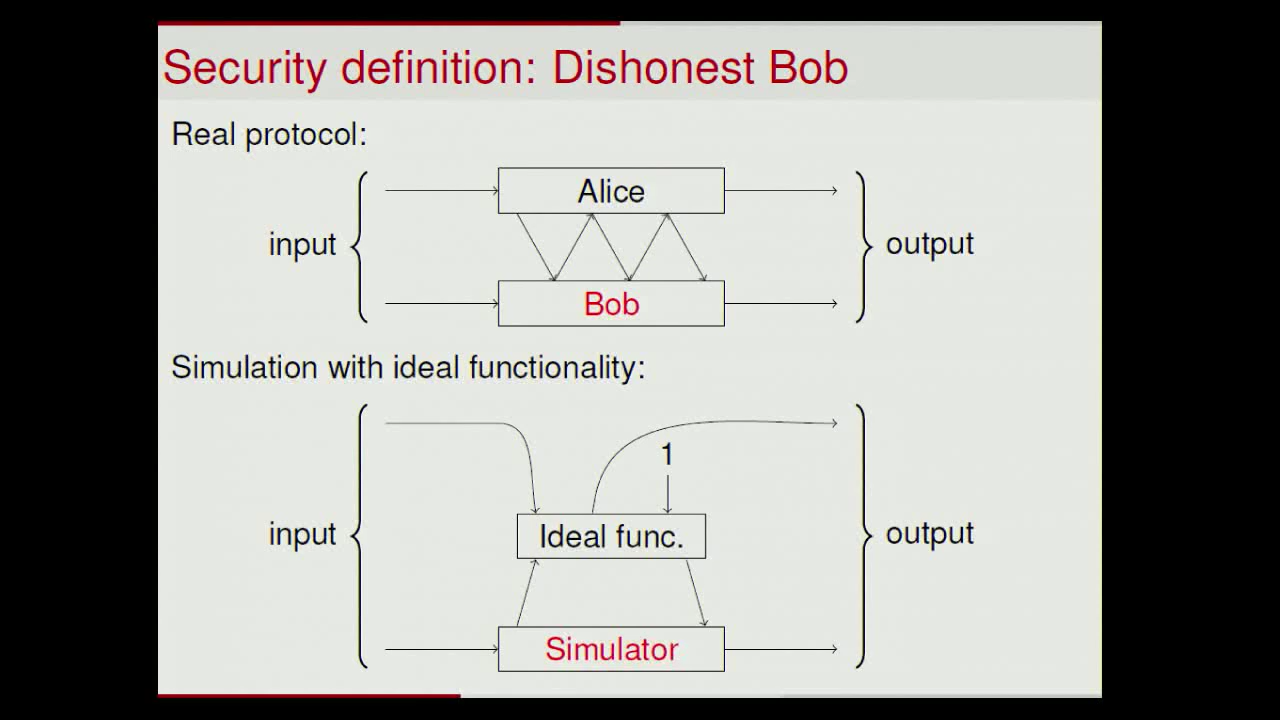 Security definition: Dishonest Bob
Real protocol:
Alice
input
output
Bob
Simulation with ideal functionality:
1
input
Ideal func.
output
Simulator